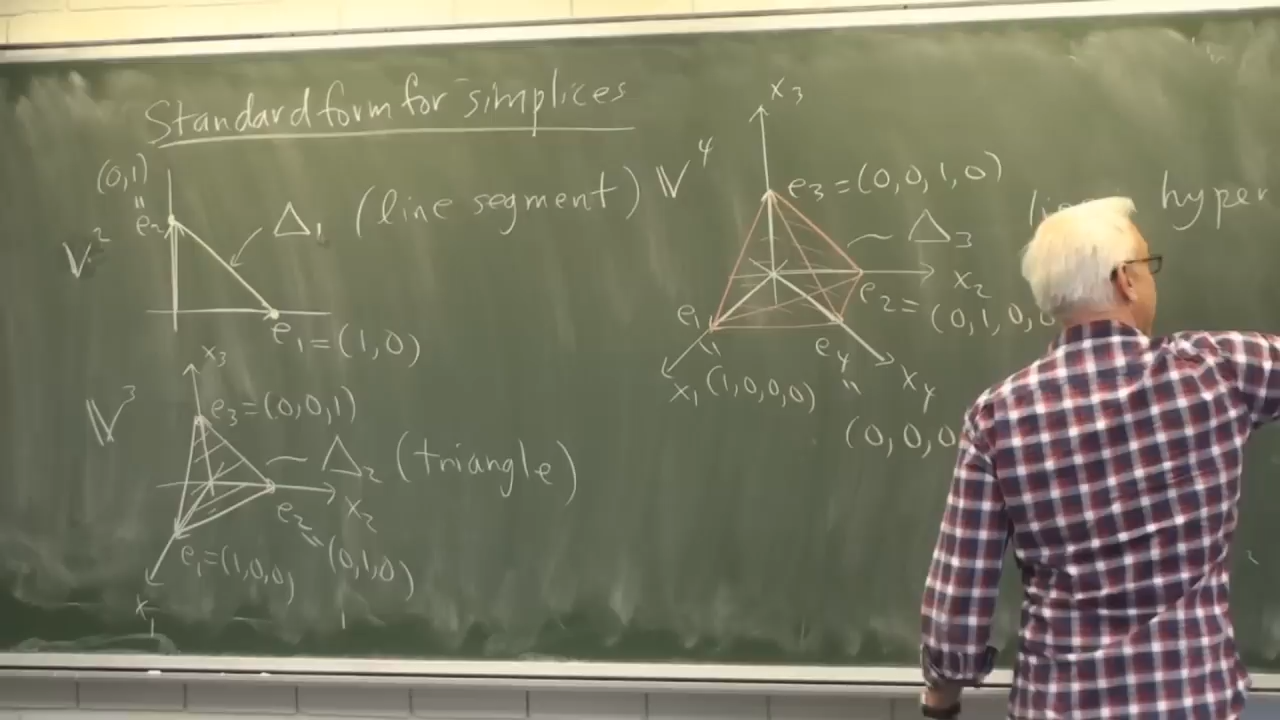 Standard form for simplices
(0,1)
"
e₂
Δ₁ (line segment)
V²
e₁=(1,0)
x₃
V³
e₃=(0,0,1)
Δ₂ (triangle)
x₂
e₂
(0,1,0)
e₁=(1,0,0)
x₁
x₃
V⁴
e₃=(0,0,1,0)
hyper
Δ₃
x₂
e₂=(0,1,0,0
e₁
x₁ (1,0,0,0)
e₄
"
x₄
(0,0,0